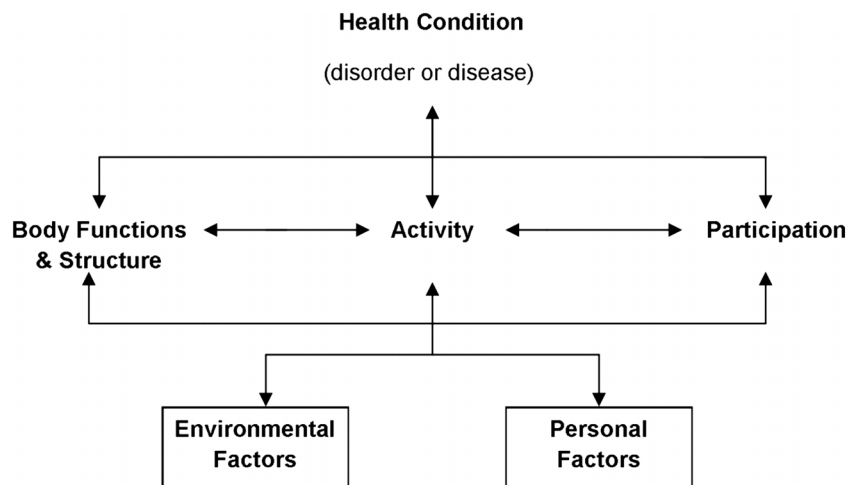 Health Condition
(disorder or disease)
Body Functions
& Structure
Activity
Participation
Environmental
Factors
Personal
Factors